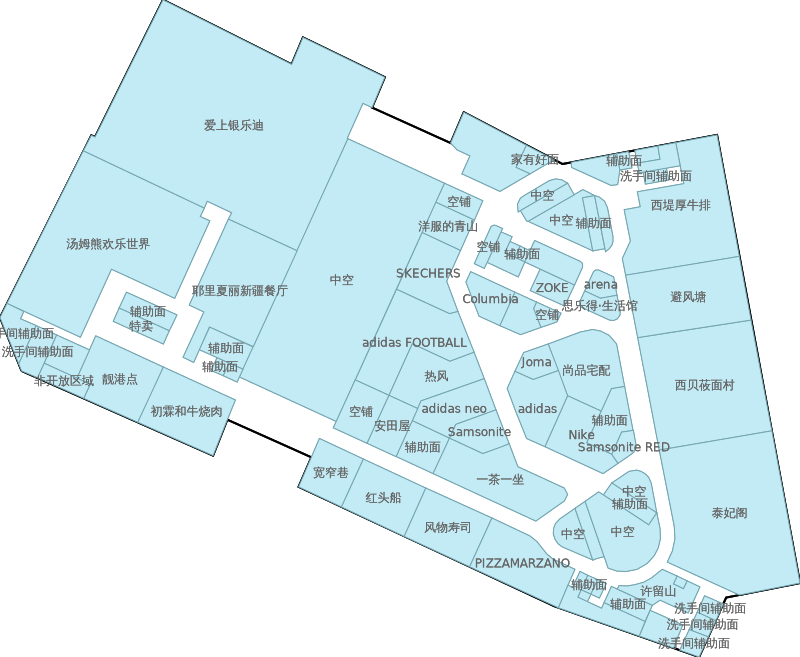 爱上银乐迪
家有好面
辅助面
洗手间辅助面
中空
西堤厚牛排
空铺
中空
辅助面
洋服的青山
汤姆熊欢乐世界
空铺
辅助面
SKECHERS
中空
耶里夏丽新疆餐厅
ZOKE
arena
避风塘
Columbia
思乐得·生活馆
空铺
辅助面
特卖
手间辅助面
adidas FOOTBALL
辅助面
洗手间辅助面
Joma
尚品宅配
辅助面
热风
非开放区域
靓港点
西贝莜面村
初霖和牛烧肉
空铺
adidas neo
adidas
辅助面
安田屋
Samsonite
Nike
辅助面
Samsonite RED
宽窄巷
一茶一坐
红头船
中空
辅助面
泰妃阁
风物寿司
中空
中空
PIZZAMARZANO
辅助面
许留山
辅助面
洗手间辅助面
洗手间辅助面
洗手间辅助面